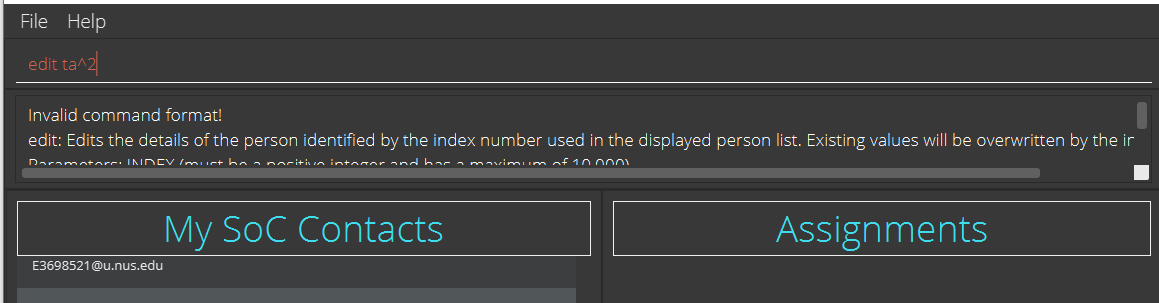 File Help
edit ta^2
Invalid command format!
edit: Edits the details of the person identified by the index number used in the displayed person list. Existing values will be overwritten by the in
Parameters: INDEX (must be a positive integer and has a maximum of 10,000)
My SoC Contacts
Assignments
E3698521@u.nus.edu